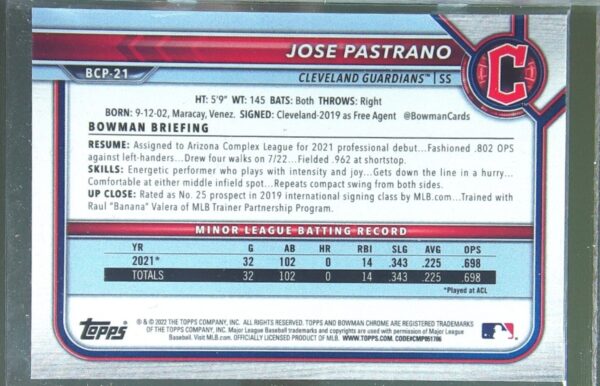 JOSE PASTRANO
BCP-21
CLEVELAND GUARDIANS™ | SS
C
HT: 5'9" WT: 145 BATS: Both THROWS: Right
BORN: 9-12-02, Maracay, Venez. SIGNED: Cleveland-2019 as Free Agent @BowmanCards
BOWMAN BRIEFING
RESUME: Assigned to Arizona Complex League for 2021 professional debut...Fashioned .802 OPS
against left-handers...Drew four walks on 7/22...Fielded .962 at shortstop.
SKILLS: Energetic performer who plays with intensity and joy...Gets down the line in a hurry...
Comfortable at either middle infield spot...Repeats compact swing from both sides.
UP CLOSE: Rated as No. 25 prospect in 2019 international signing class by MLB.com...Trained with
Raul "Banana" Valera of MLB Trainer Partnership Program.
MINOR LEAGUE BATTING RECORD
YR G AB HR RBI SLG AVG OPS
2021* 32 102 0 14 .343 .225 .698
TOTALS 32 102 0 14 .343 .225 .698
*Played at ACL
Topps
® & © 2022 THE TOPPS COMPANY, INC. ALL RIGHTS RESERVED. TOPPS AND BOWMAN CHROME ARE REGISTERED TRADEMARKS
OF THE TOPPS COMPANY, INC. Major League Baseball trademarks and copyrights are used with permission of Major League
Baseball. Visit MLB.com. OFFICIALLY LICENSED PRODUCT OF MLB. WWW.TOPPS.COM. CODE#CMP051706